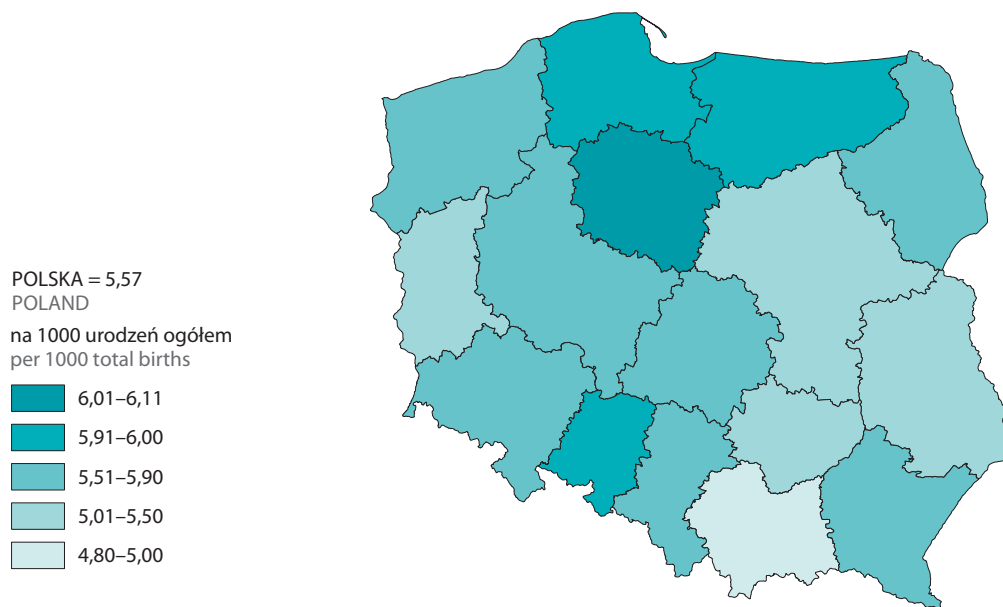 POLSKA = 5,57
POLAND
na 1000 urodzeń ogółem
per 1000 total births
6,01–6,11
5,91–6,00
5,51–5,90
5,01–5,50
4,80–5,00